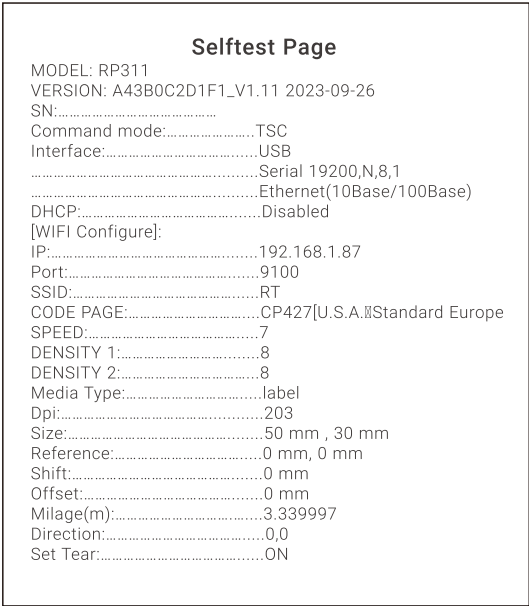 Selftest Page
MODEL: RP311
VERSION: A43B0C2D1F1_V1.11 2023-09-26
SN:.......................................
Command mode:......................TSC
Interface:......................................USB
........................................................Serial 19200,N,8,1
........................................................Ethernet(10Base/100Base)
DHCP:...........................................Disabled
[WIFI Configure]:
IP:...................................................192.168.1.87
Port:...............................................9100
SSID:..............................................RT
CODE PAGE:................................CP427[U.S.A.▯Standard Europe
SPEED:..........................................7
DENSITY 1:...................................8
DENSITY 2:...................................8
Media Type:..................................label
Dpi:.................................................203
Size:................................................50 mm , 30 mm
Reference:....................................0 mm, 0 mm
Shift:..............................................0 mm
Offset:............................................0 mm
Milage(m):....................................3.339997
Direction:.......................................0,0
Set Tear:........................................ON